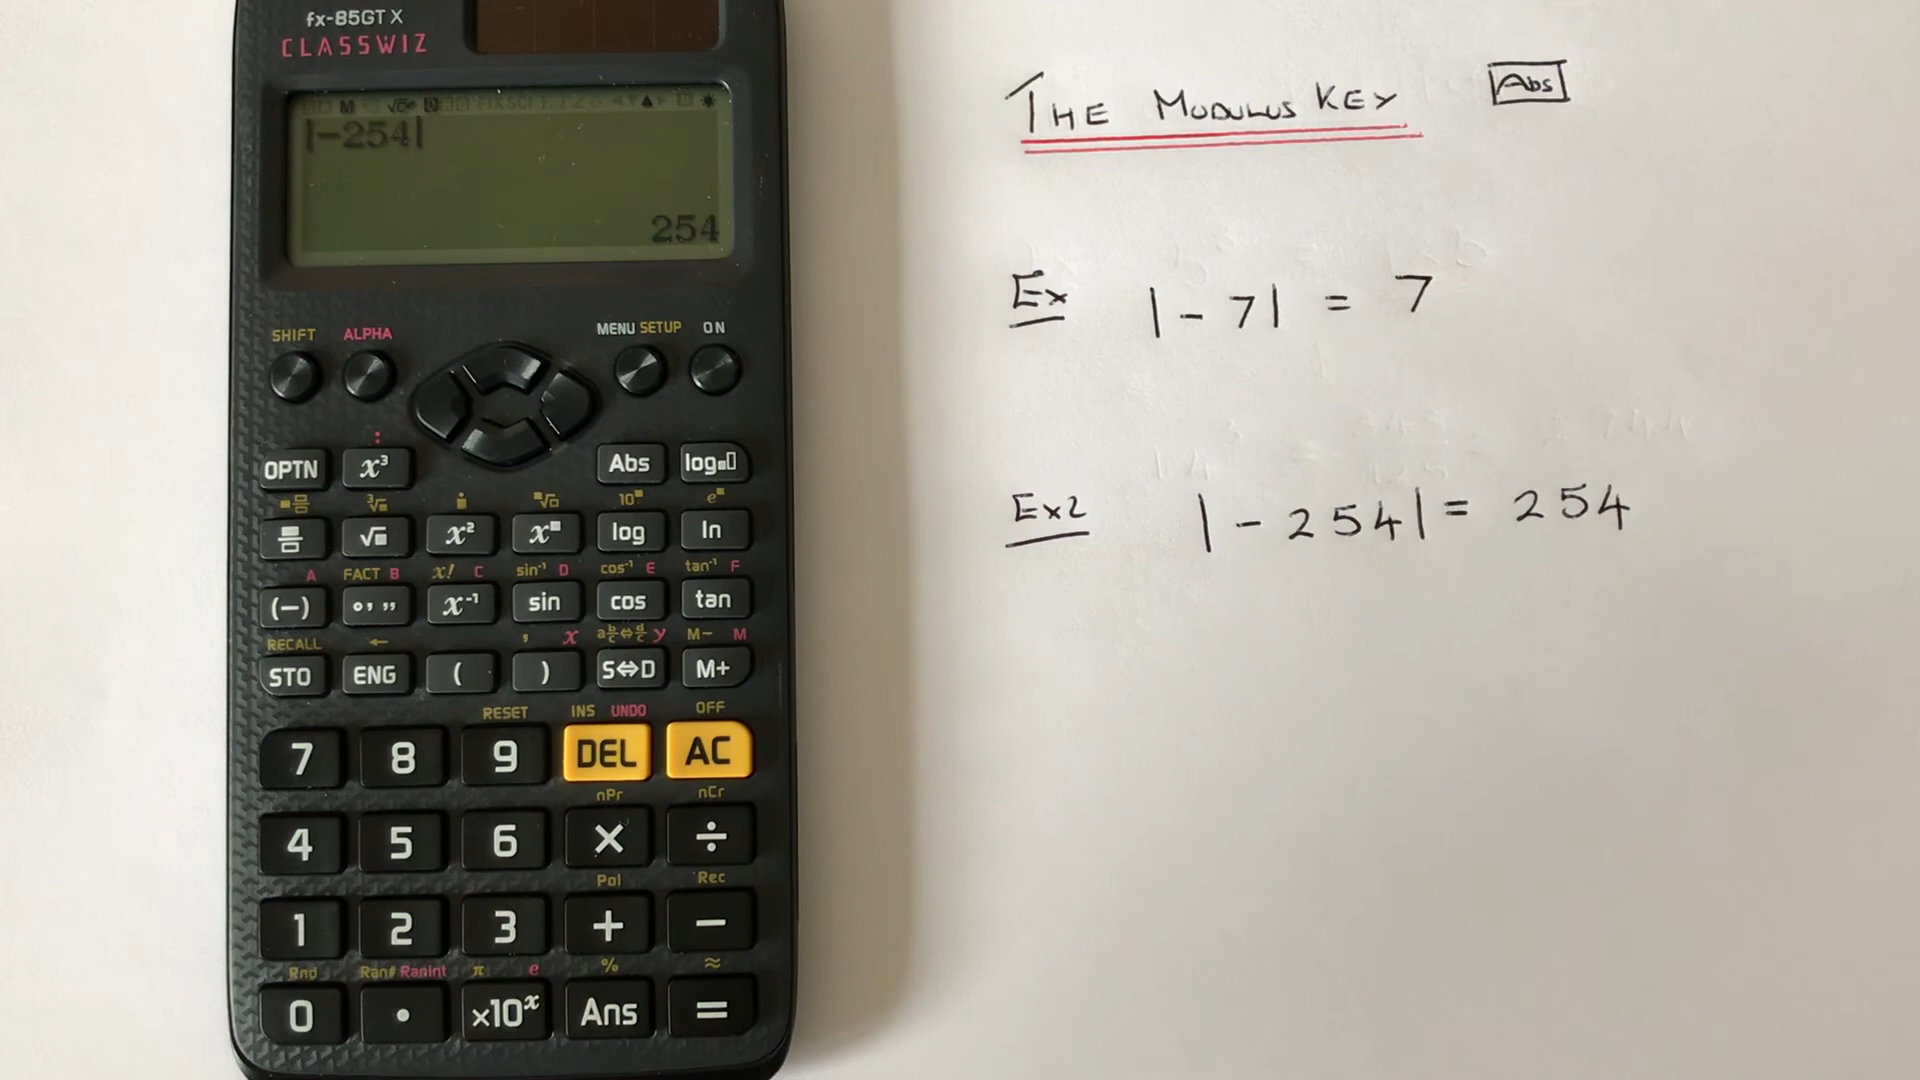 fx-85GT X
CLASSWIZ
|-254|
254
SHIFT ALPHA MENU SETUP ON
:
OPTN x³ Abs log▪▯
▪▯/▯ ³√▪ ▪√▯ 10▪ e▪
√▪ x² x▪ log ln
A FACT B x! C sin⁻¹ D cos⁻¹ E tan⁻¹ F
(−) °’” x⁻¹ sin cos tan
RECALL ← , x a b/c⇔d/c y M− M
STO ENG ( ) S⇔D M+
RESET INS UNDO OFF
7 8 9 DEL AC
nPr nCr
4 5 6 × ÷
Pol Rec
1 2 3 + −
Rnd Ran# RanInt π e % ≈
0 • ×10ˣ Ans =
THE MODULUS KEY Abs
Ex |-7| = 7
Ex2 |-254| = 254